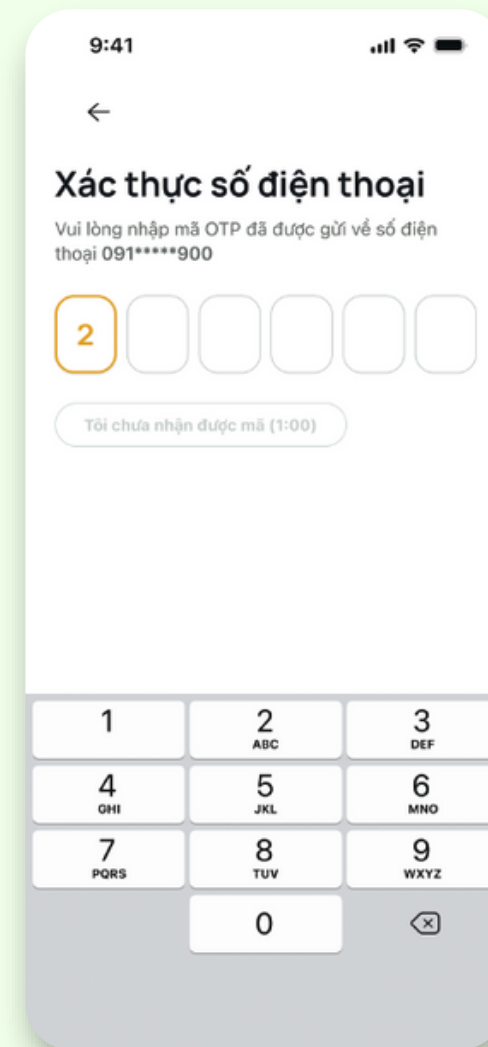 9:41
Xác thực số điện thoại
Vui lòng nhập mã OTP đã được gửi về số điện
thoại 091*****900
2
Tôi chưa nhận được mã (1:00)
1
2
ABC
3
DEF
4
GHI
5
JKL
6
MNO
7
PQRS
8
TUV
9
WXYZ
0